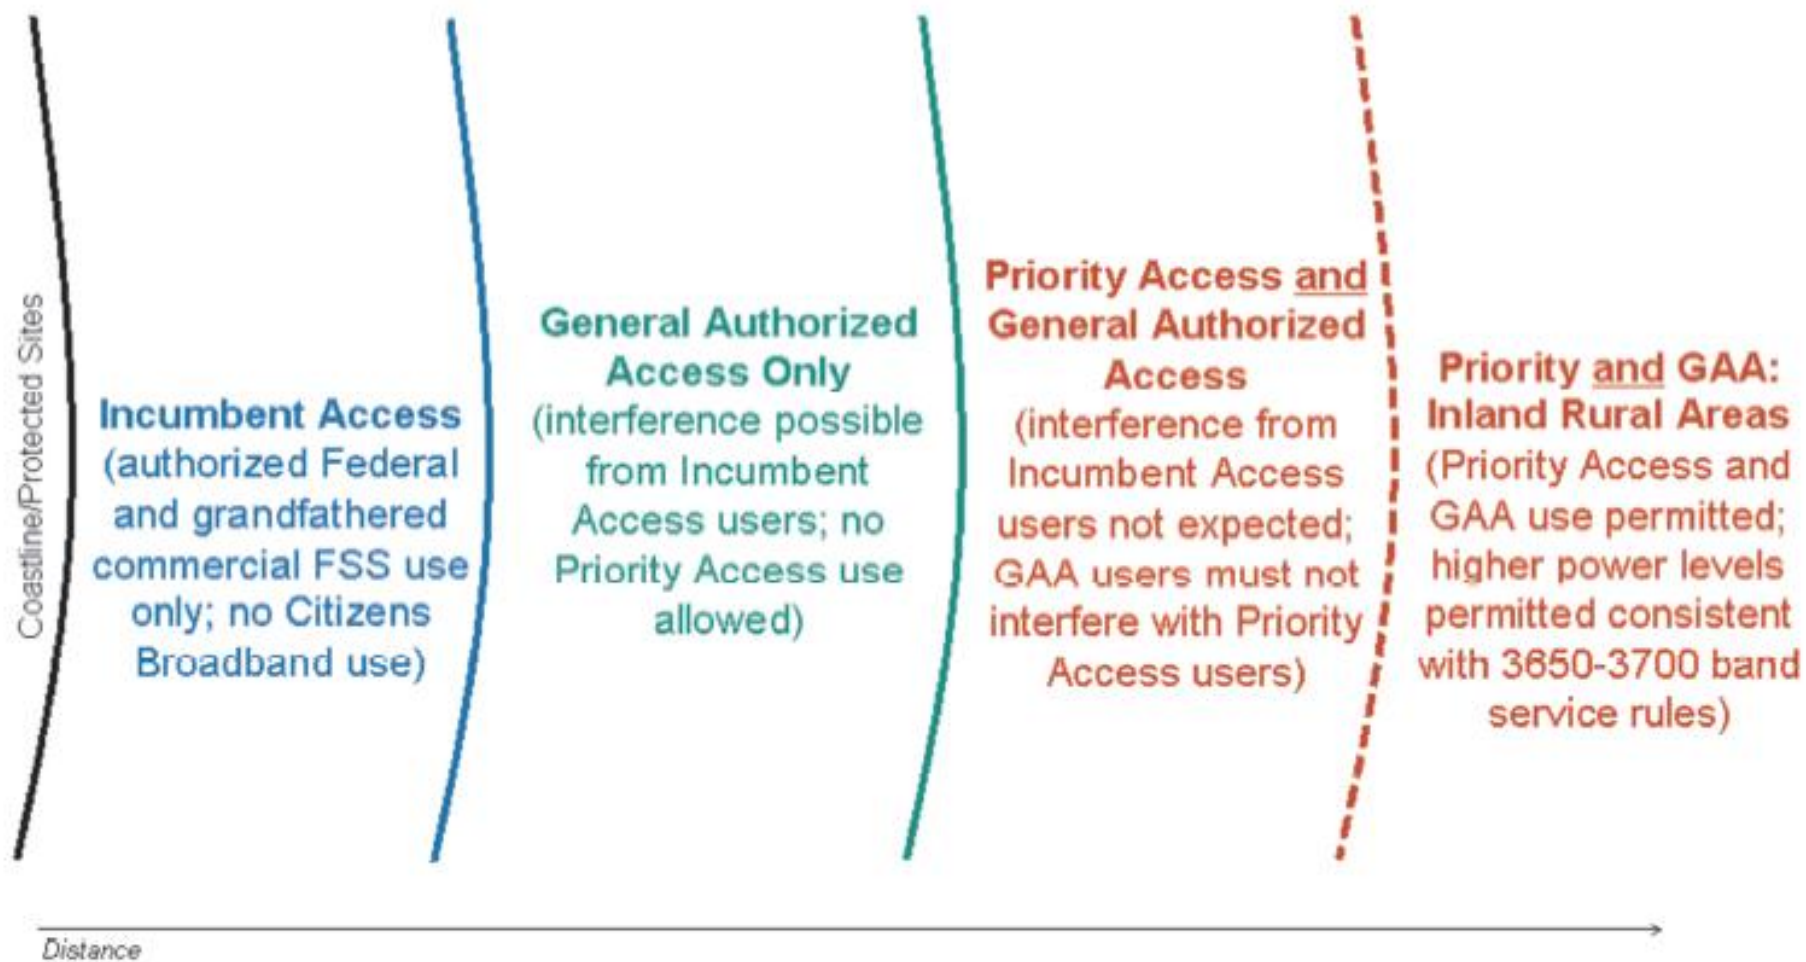 Coastline/Protected Sites
Incumbent Access
(authorized Federal
and grandfathered
commercial FSS use
only; no Citizens
Broadband use)
General Authorized
Access Only
(interference possible
from Incumbent
Access users; no
Priority Access use
allowed)
Priority Access and
General Authorized
Access
(interference from
Incumbent Access
users not expected;
GAA users must not
interfere with Priority
Access users)
Priority and GAA:
Inland Rural Areas
(Priority Access and
GAA use permitted;
higher power levels
permitted consistent
with 3650-3700 band
service rules)
Distance